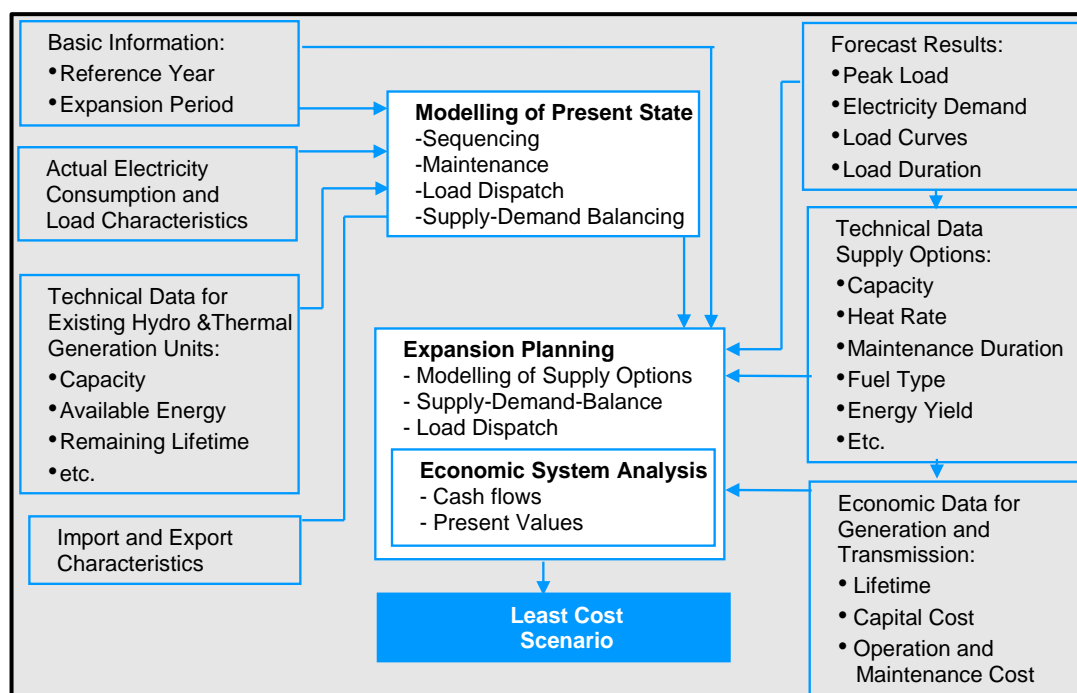 Basic Information:
•Reference Year
•Expansion Period
Actual Electricity
Consumption and
Load Characteristics
Technical Data for
Existing Hydro &Thermal
Generation Units:
•Capacity
•Available Energy
•Remaining Lifetime
•etc.
Import and Export
Characteristics
Modelling of Present State
-Sequencing
-Maintenance
-Load Dispatch
-Supply-Demand Balancing
Expansion Planning
- Modelling of Supply Options
- Supply-Demand-Balance
- Load Dispatch
Economic System Analysis
- Cash flows
- Present Values
Least Cost
Scenario
Forecast Results:
•Peak Load
•Electricity Demand
•Load Curves
•Load Duration
Technical Data
Supply Options:
•Capacity
•Heat Rate
•Maintenance Duration
•Fuel Type
•Energy Yield
•Etc.
Economic Data for
Generation and
Transmission:
• Lifetime
• Capital Cost
• Operation and
Maintenance Cost